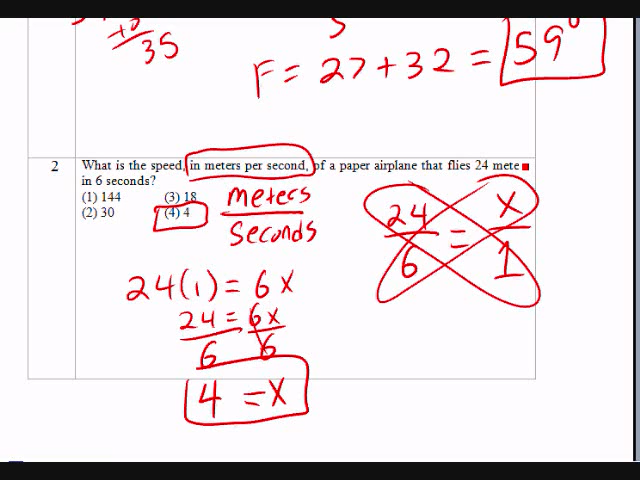 35
F = 27 + 32 = 59°
2 What is the speed, in meters per second, of a paper airplane that flies 24 mete
in 6 seconds?
(1) 144 (3) 18
(2) 30 (4) 4
meters
seconds
24 = x
6 1
24(1) = 6x
24 = 6x
6 6
4 = x